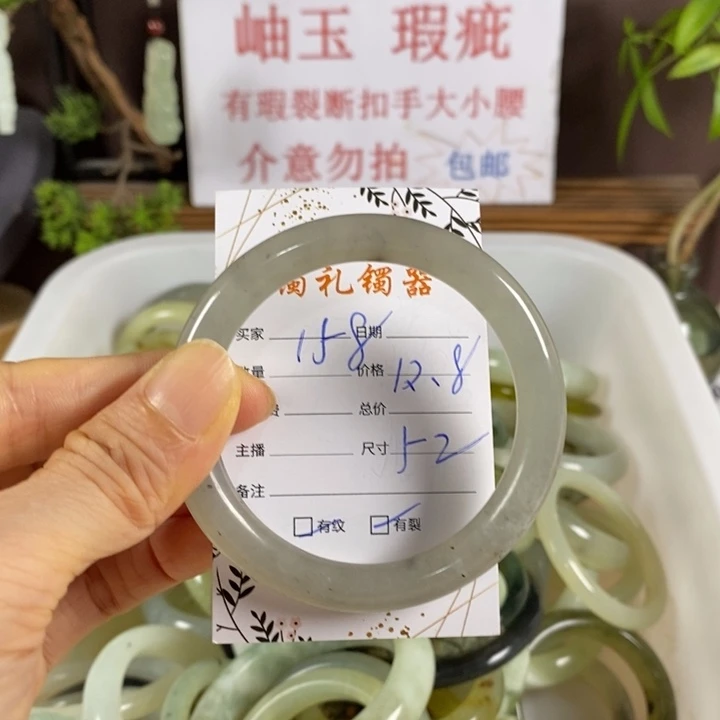 岫玉 瑕疵
有瑕裂断扣手大小腰
介意勿拍 包邮
礼镯器
买家 158 日期
量 价格 12.8
总价
主播 尺寸 52
备注
有纹 有裂